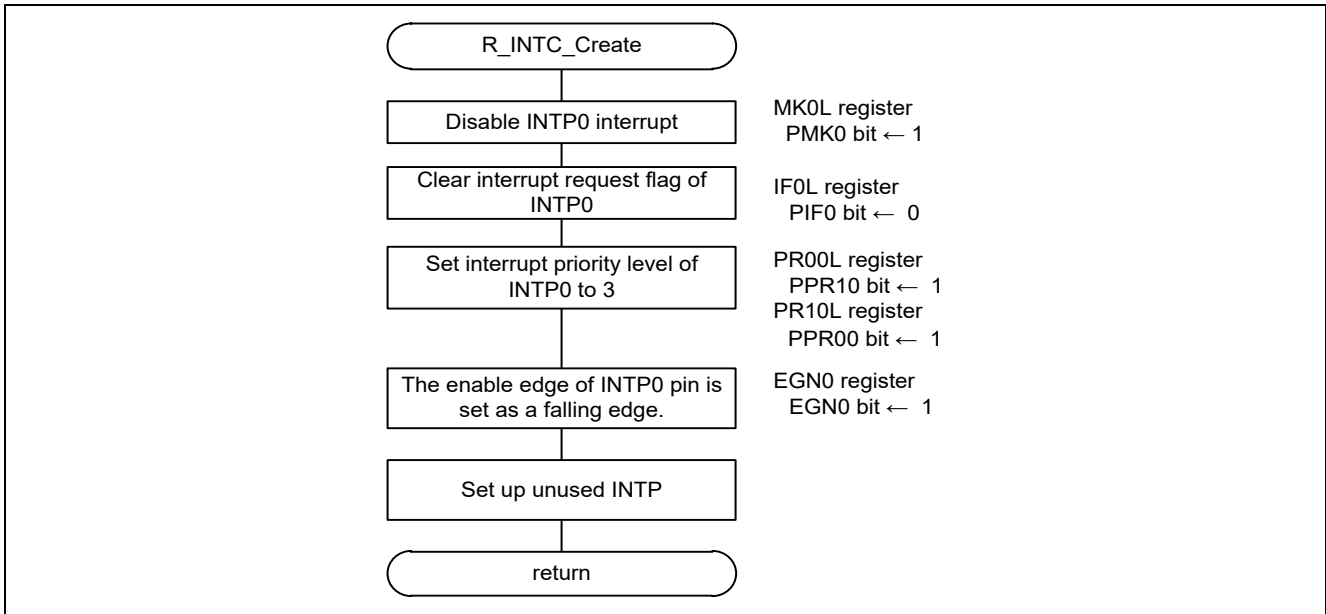 R_INTC_Create
Disable INTP0 interrupt
MK0L register
PMK0 bit ← 1
Clear interrupt request flag of
INTP0
IF0L register
PIF0 bit ← 0
Set interrupt priority level of
INTP0 to 3
PR00L register
PPR10 bit ← 1
PR10L register
PPR00 bit ← 1
The enable edge of INTP0 pin is
set as a falling edge.
EGN0 register
EGN0 bit ← 1
Set up unused INTP
return